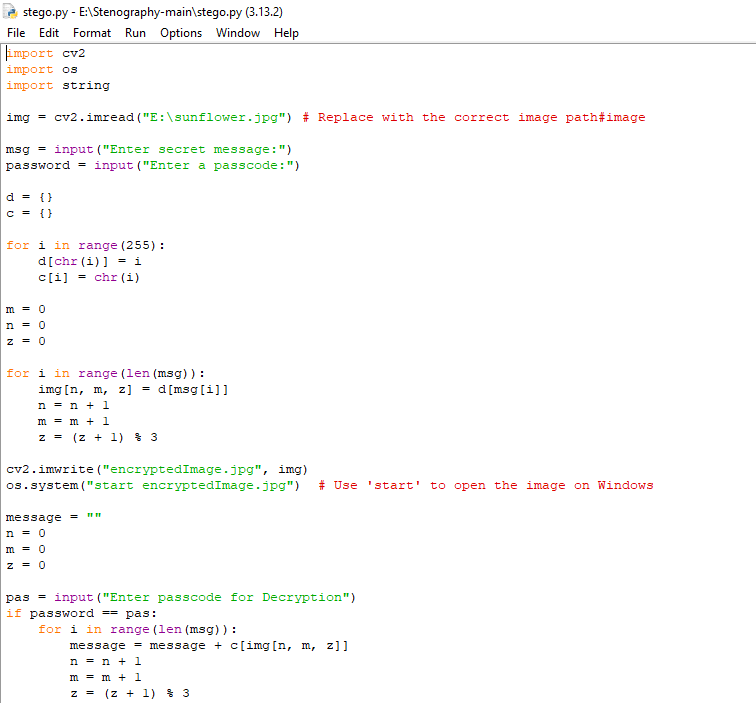 stego.py - E:\Stenography-main\stego.py (3.13.2)
File Edit Format Run Options Window Help
import cv2
import os
import string
img = cv2.imread("E:\sunflower.jpg") # Replace with the correct image path#image
msg = input("Enter secret message:")
password = input("Enter a passcode:")
d = {}
c = {}
for i in range(255):
    d[chr(i)] = i
    c[i] = chr(i)
m = 0
n = 0
z = 0
for i in range(len(msg)):
    img[n, m, z] = d[msg[i]]
    n = n + 1
    m = m + 1
    z = (z + 1) % 3
cv2.imwrite("encryptedImage.jpg", img)
os.system("start encryptedImage.jpg")  # Use 'start' to open the image on Windows
message = ""
n = 0
m = 0
z = 0
pas = input("Enter passcode for Decryption")
if password == pas:
    for i in range(len(msg)):
        message = message + c[img[n, m, z]]
        n = n + 1
        m = m + 1
        z = (z + 1) % 3